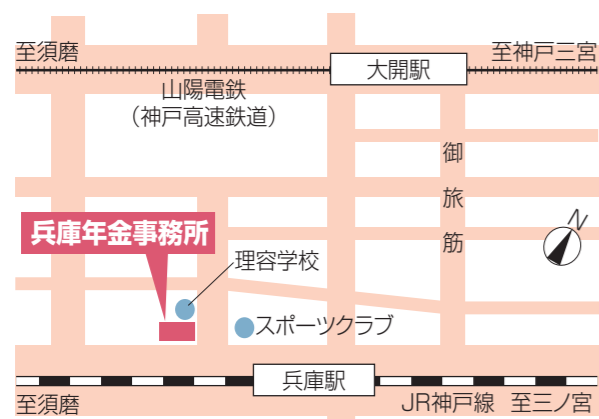 至須磨
大開駅
至神戸三宮
山陽電鉄
（神戸高速鉄道）
御旅筋
兵庫年金事務所
N
理容学校
スポーツクラブ
兵庫駅
至須磨
JR神戸線 至三ノ宮